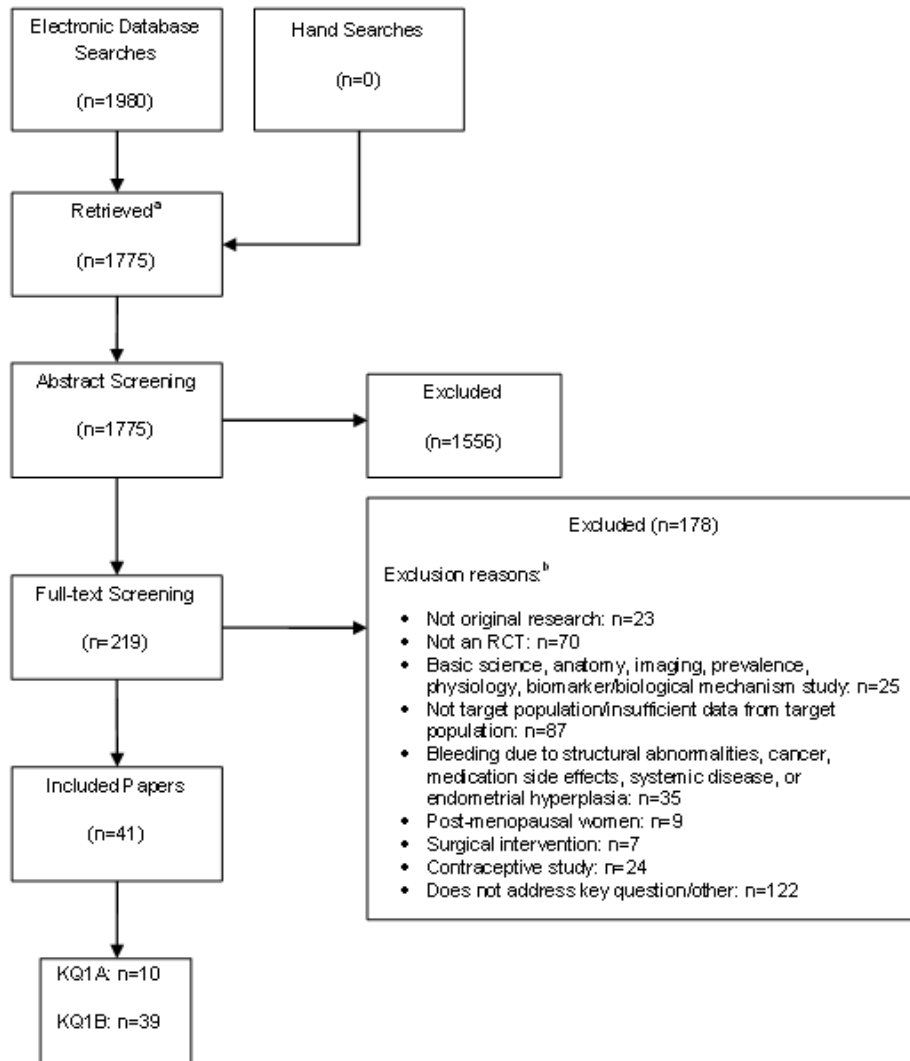 Electronic Database
Searches
(n=1980)
Hand Searches
(n=0)
Retrievedᵃ
(n=1775)
Abstract Screening
(n=1775)
Excluded
(n=1556)
Full-text Screening
(n=219)
Excluded (n=178)
Exclusion reasons:ᵇ
• Not original research: n=23
• Not an RCT: n=70
• Basic science, anatomy, imaging, prevalence,
physiology, biomarker/biological mechanism study: n=25
• Not target population/insufficient data from target
population: n=87
• Bleeding due to structural abnormalities, cancer,
medication side effects, systemic disease, or
endometrial hyperplasia: n=35
• Post-menopausal women: n=9
• Surgical intervention: n=7
• Contraceptive study: n=24
• Does not address key question/other: n=122
Included Papers
(n=41)
KQ1A: n=10
KQ1B: n=39